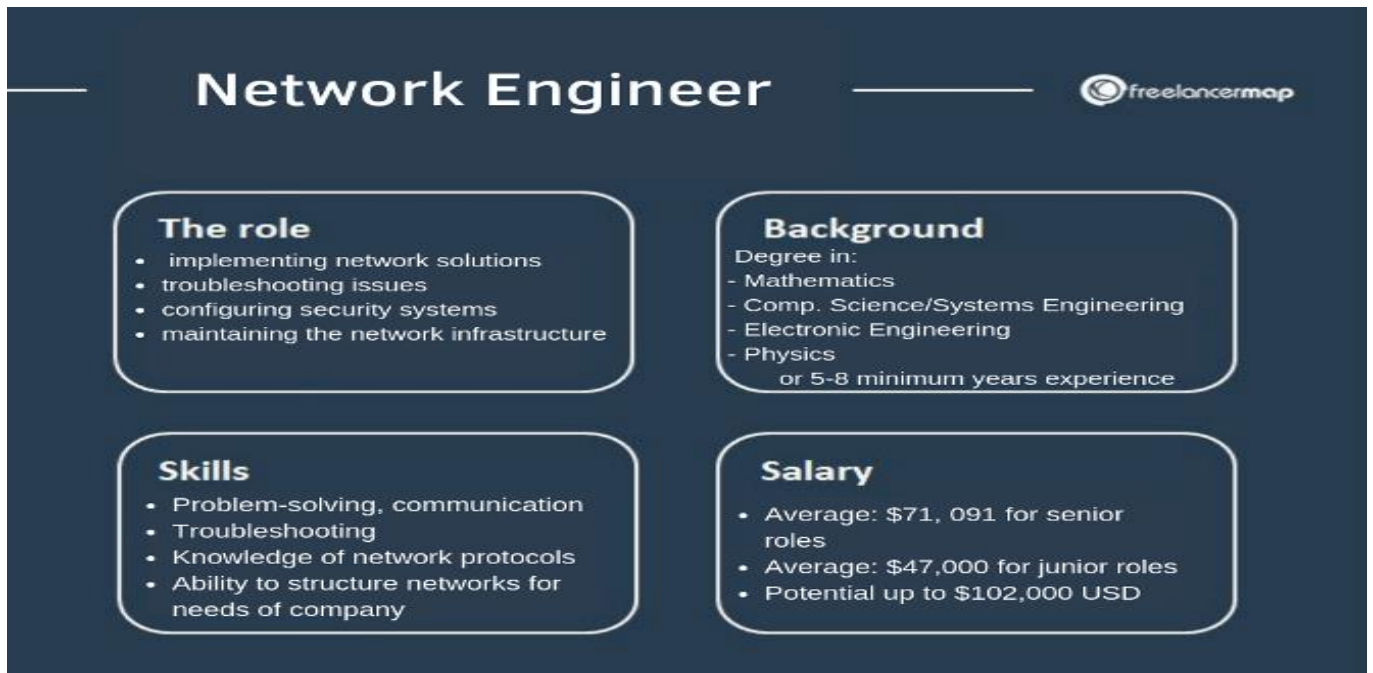 Network Engineer
freelancermap
The role
• implementing network solutions
• troubleshooting issues
• configuring security systems
• maintaining the network infrastructure
Background
Degree in:
- Mathematics
- Comp. Science/Systems Engineering
- Electronic Engineering
- Physics
or 5-8 minimum years experience
Skills
• Problem-solving, communication
• Troubleshooting
• Knowledge of network protocols
• Ability to structure networks for
needs of company
Salary
• Average: $71, 091 for senior
roles
• Average: $47,000 for junior roles
• Potential up to $102,000 USD